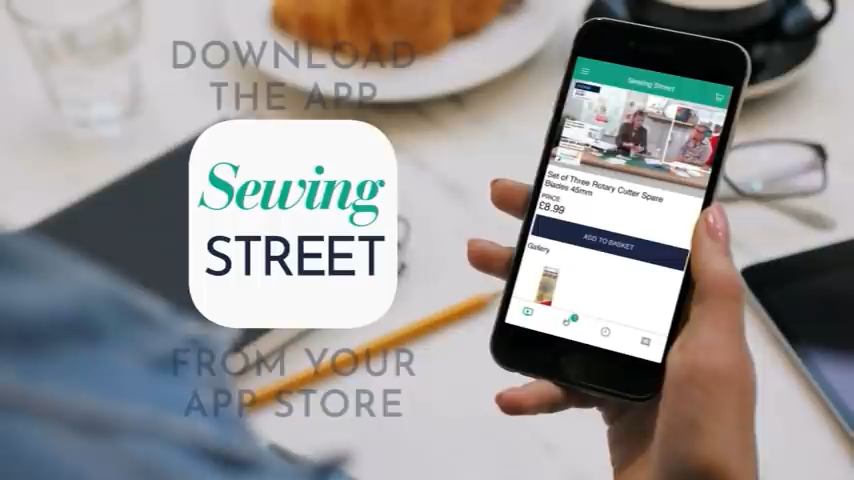 DOWNLOAD
THE APP
Sewing
STREET
FROM YOUR
APP STORE
Sewing Street
Set of Three Rotary Cutter Spare
Blades 45mm
PRICE
£8.99
ADD TO BASKET
Gallery